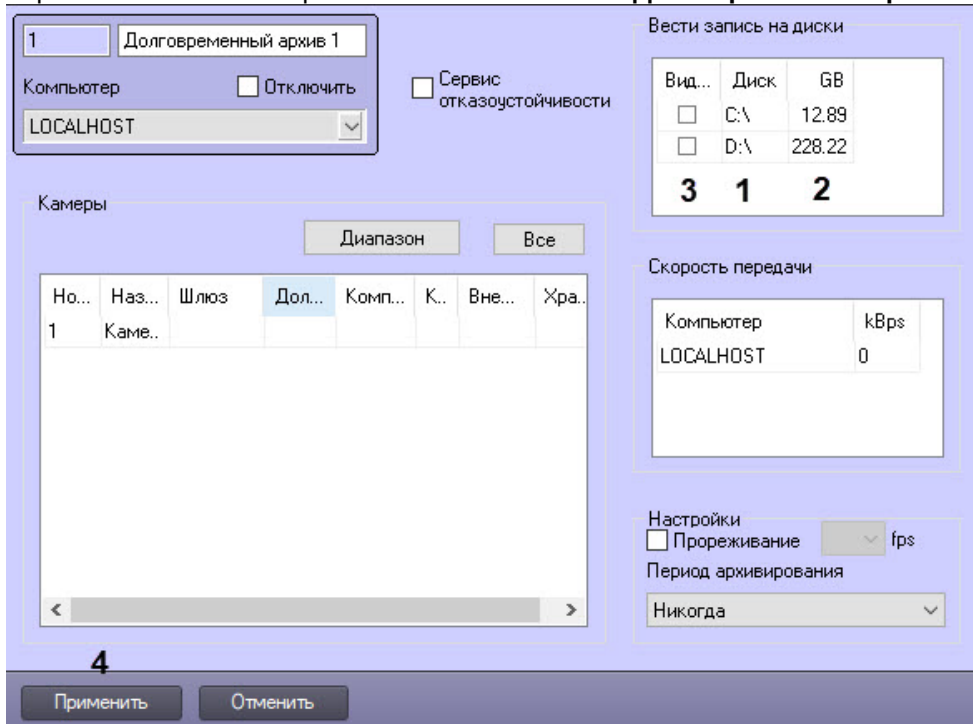 1 Долговременный архив 1
Компьютер Отключить
LOCALHOST
Сервис
отказоустойчивости
Камеры
Диапазон Все
Но... Наз... Шлюз Дол... Комп... К.. Вне... Хра..
1 Каме..
Вести запись на диски
Вид... Диск GB
C:\ 12.89
D:\ 228.22
3 1 2
Скорость передачи
Компьютер kBps
LOCALHOST 0
Настройки
Прореживание fps
Период архивирования
Никогда
4
Применить Отменить